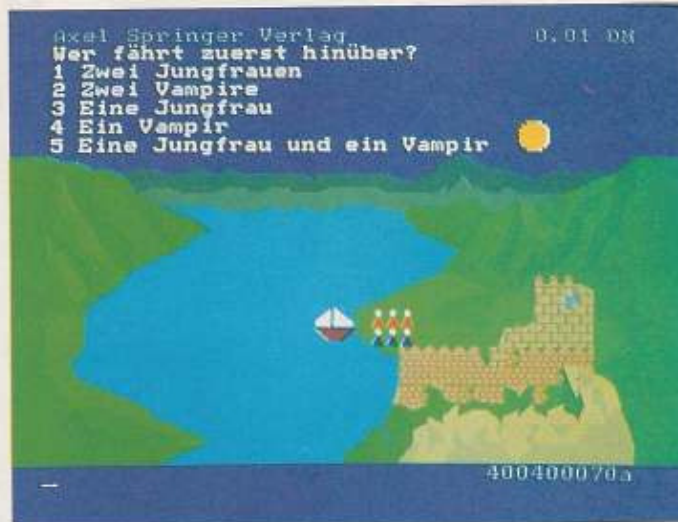 Axel Springer Verlag 0,01 DM
Wer fährt zuerst hinüber?
1 Zwei Jungfrauen
2 Zwei Vampire
3 Eine Jungfrau
4 Ein Vampir
5 Eine Jungfrau und ein Vampir
400400070a